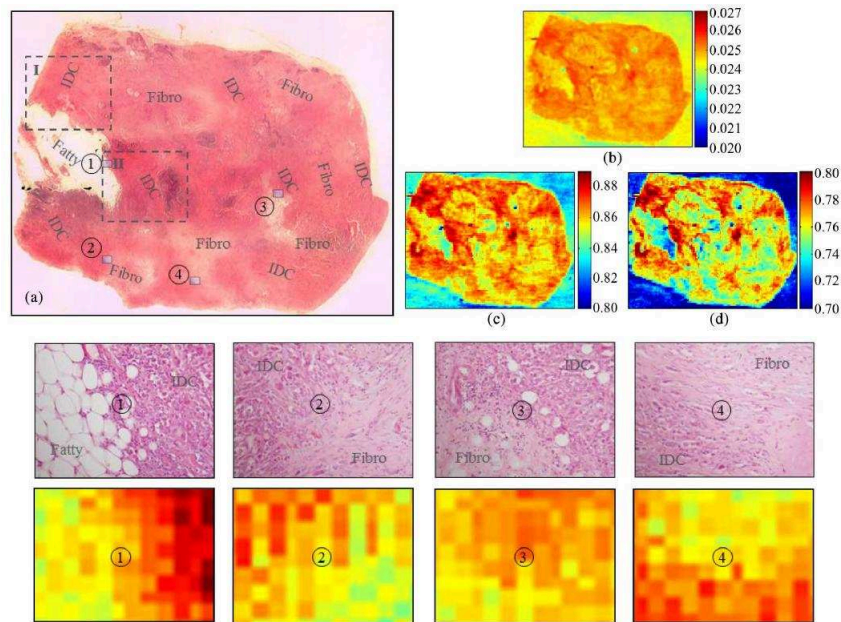 I
IDC
Fibro
IDC
Fibro
Fatty
1
II
IDC
IDC
3
Fibro
IDC
IDC
2
Fibro
4
Fibro
IDC
Fibro
(a)
0.027
0.026
0.025
0.024
0.023
0.022
0.021
0.020
(b)
0.88
0.86
0.84
0.82
0.80
(c)
0.80
0.78
0.76
0.74
0.72
0.70
(d)
IDC
1
Fatty
IDC
2
Fibro
IDC
3
Fibro
Fibro
4
IDC
1
2
3
4